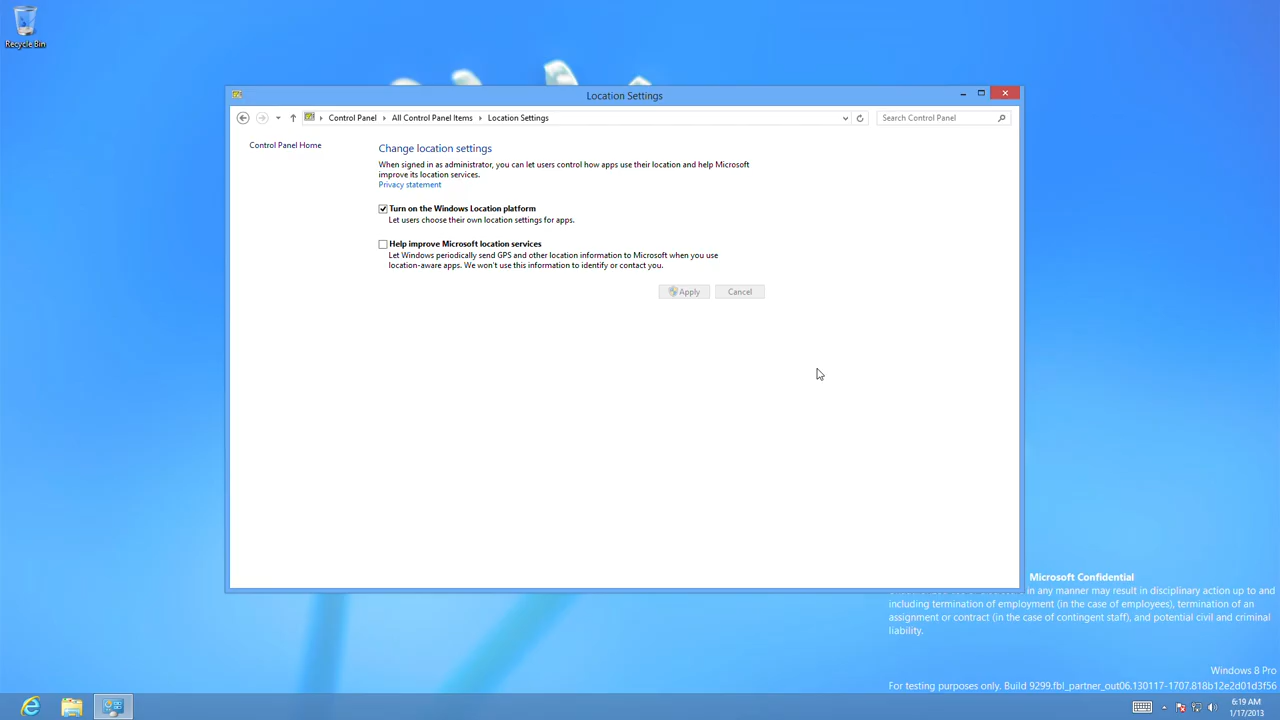 Recycle Bin
Location Settings
Control Panel
All Control Panel Items
Location Settings
Search Control Panel
Control Panel Home
Change location settings
When signed in as administrator, you can let users control how apps use their location and help Microsoft
improve its location services.
Privacy statement
Turn on the Windows Location platform
Let users choose their own location settings for apps.
Help improve Microsoft location services
Let Windows periodically send GPS and other location information to Microsoft when you use
location-aware apps. We won't use this information to identify or contact you.
Apply
Cancel
Microsoft Confidential
in any manner may result in disciplinary action up to and
including termination of employment (in the case of employees), termination of an
assignment or contract (in the case of contingent staff), and potential civil and criminal
liability.
Windows 8 Pro
For testing purposes only. Build 9299.fbl_partner_out06.130117-1707.818b12e2d01d3f56
6:19 AM
1/17/2013